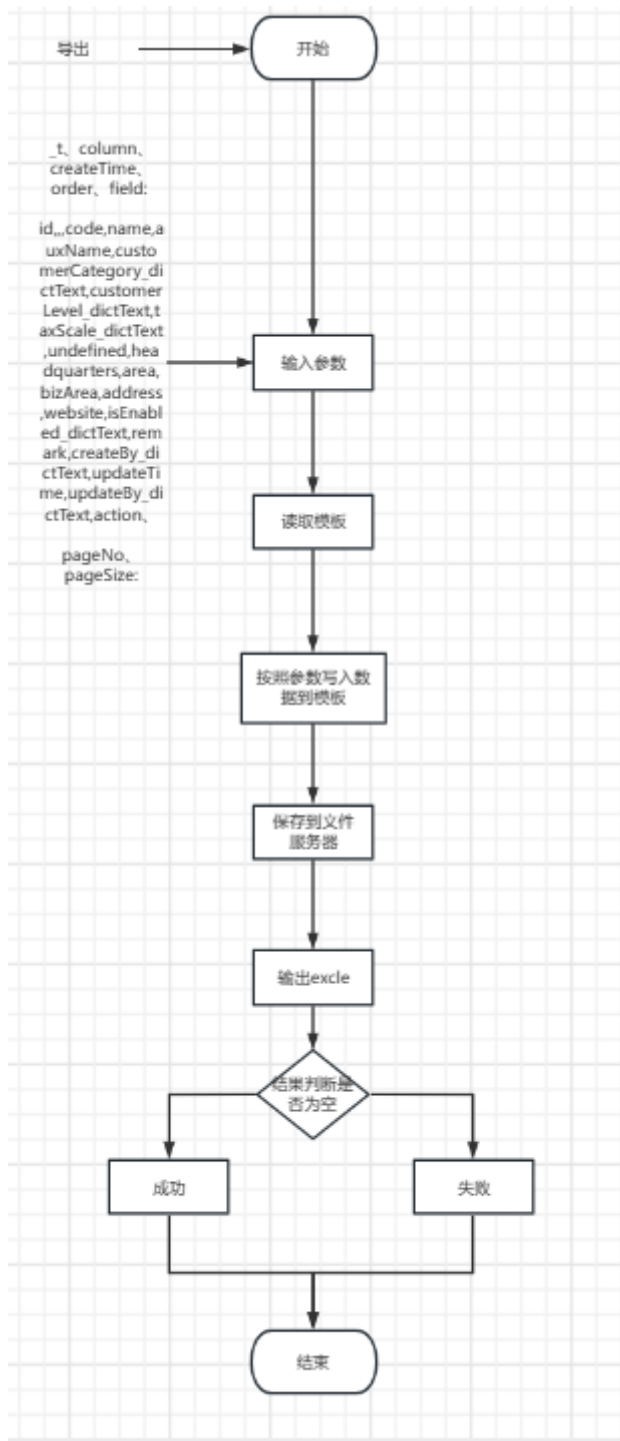 导出
开始
_t、column、
createTime、
order、field:
id,,,code,name,a
uxName,custo
merCategory_di
ctText,customer
Level_dictText,t
axScale_dictText
,undefined,hea
dquarters,area,
bizArea,address
,website,isEnabl
ed_dictText,rem
ark,createBy_di
ctText,updateTi
me,updateBy_di
ctText,action、
pageNo、
pageSize:
输入参数
读取模板
按照参数写入数
据到模板
保存到文件
服务器
输出excle
结果判断是
否为空
成功
失败
结束